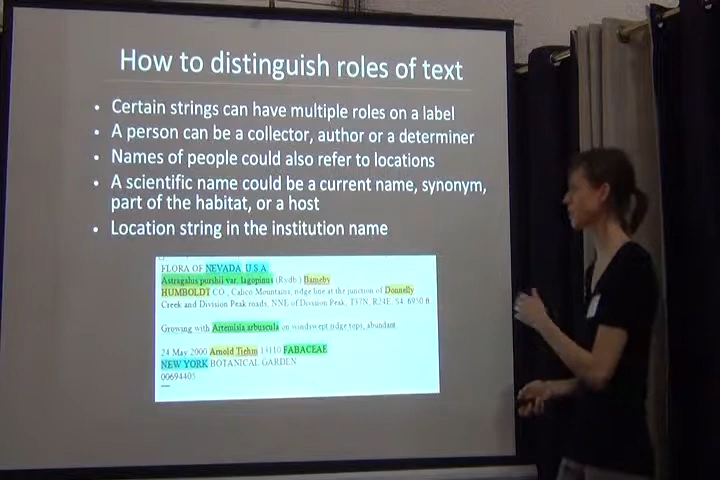 How to distinguish roles of text
• Certain strings can have multiple roles on a label
• A person can be a collector, author or a determiner
• Names of people could also refer to locations
• A scientific name could be a current name, synonym,
part of the habitat, or a host
• Location string in the institution name
FLORA OF NEVADA U.S.A.
Astragalus purshii var. lagopinus (Rydb.) Barneby
HUMBOLDT CO., Calico Mountains, ridge line at the junction of Donnelly
Creek and Division Peak roads, NNE of Division Peak, T37N, R24E, S4 6950 ft
Growing with Artemisia arbuscula on windswept ridge tops, abundant.
24 May 2000 Arnold Tiehm 13110 FABACEAE
NEW YORK BOTANICAL GARDEN
00694405